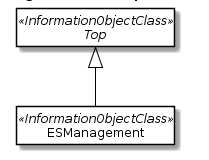 «InformationObjectClass»
Top
«InformationObjectClass»
ESManagement